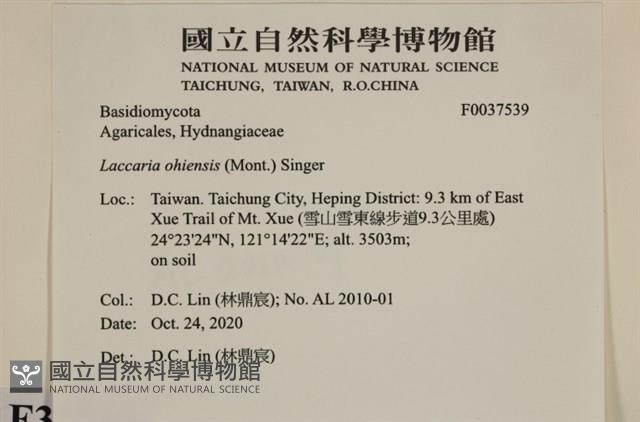 國立自然科學博物館
NATIONAL MUSEUM OF NATURAL SCIENCE
TAICHUNG, TAIWAN, R.O.CHINA
Basidiomycota F0037539
Agaricales, Hydnangiaceae
Laccaria ohiensis (Mont.) Singer
Loc.: Taiwan. Taichung City, Heping District: 9.3 km of East
Xue Trail of Mt. Xue (雪山雪東線步道9.3公里處)
24°23'24"N, 121°14'22"E; alt. 3503m;
on soil
Col.: D.C. Lin (林鼎宸); No. AL 2010-01
Date: Oct. 24, 2020
Det.: D.C. Lin (林鼎宸)
國立自然科學博物館
NATIONAL MUSEUM OF NATURAL SCIENCE